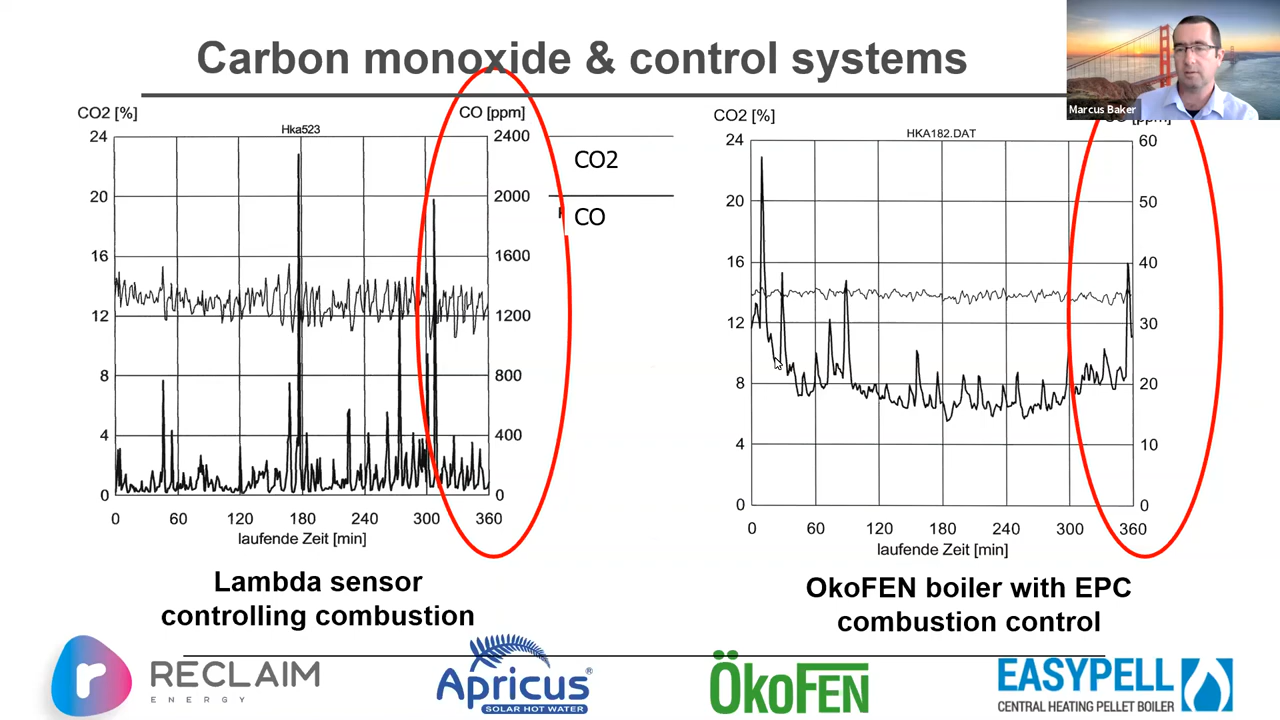 Carbon monoxide & control systems
Marcus Baker
CO2 [%]
Hka523
CO [ppm]
24
20
16
12
8
4
0
2400
2000
1600
1200
800
400
0
0 60 120 180 240 300 360
laufende Zeit [min]
CO2
CO
CO2 [%]
HKA182.DAT
24
20
16
12
8
4
0
60
50
40
30
20
10
0
0 60 120 180 240 300 360
laufende Zeit [min]
Lambda sensor
controlling combustion
OkoFEN boiler with EPC
combustion control
r
RECLAIM
ENERGY
Apricus®
SOLAR HOT WATER
ÖkoFEN
EASYPELL
CENTRAL HEATING PELLET BOILER